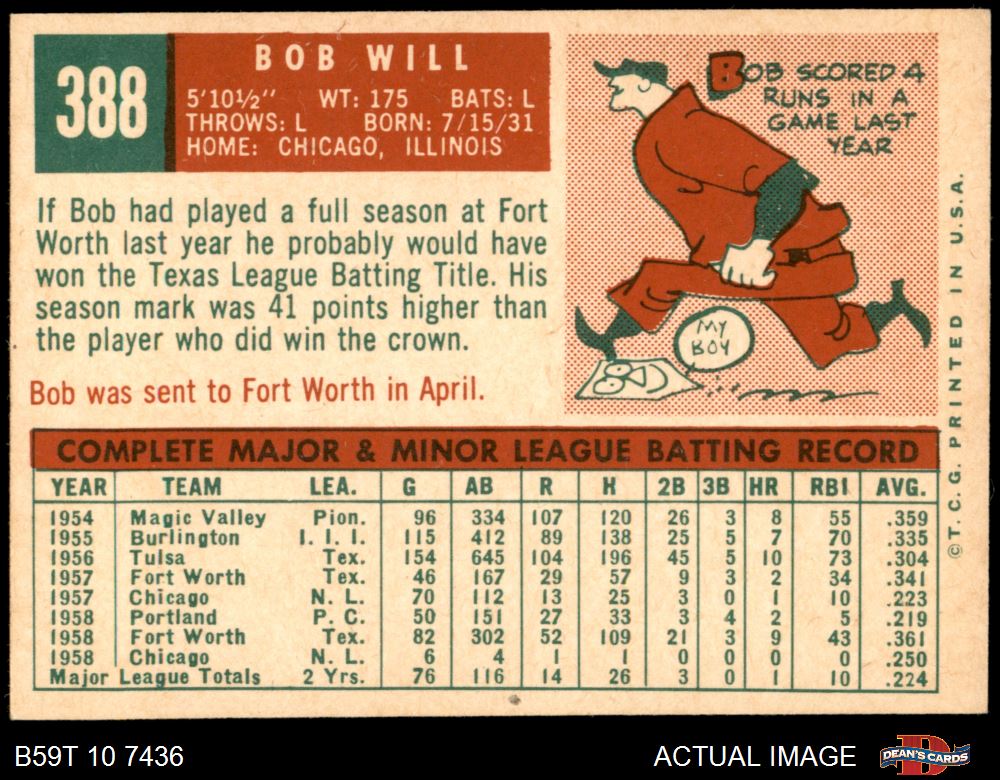 388
BOB WILL
5'10½" WT: 175 BATS: L
THROWS: L BORN: 7/15/31
HOME: CHICAGO, ILLINOIS
If Bob had played a full season at Fort
Worth last year he probably would have
won the Texas League Batting Title. His
season mark was 41 points higher than
the player who did win the crown.
Bob was sent to Fort Worth in April.
BOB SCORED 4
RUNS IN A
GAME LAST
YEAR
MY
BOY
COMPLETE MAJOR & MINOR LEAGUE BATTING RECORD
YEAR TEAM LEA. G AB R H 2B 3B HR RBI AVG.
1954 Magic Valley Pion. 96 334 107 120 26 3 8 55 .359
1955 Burlington I. I. I. 115 412 89 138 25 5 7 70 .335
1956 Tulsa Tex. 154 645 104 196 45 5 10 73 .304
1957 Fort Worth Tex. 46 167 29 57 9 3 2 34 .341
1957 Chicago N. L. 70 112 13 25 3 0 1 10 .223
1958 Portland P. C. 50 151 27 33 3 4 2 5 .219
1958 Fort Worth Tex. 82 302 52 109 21 3 9 43 .361
1958 Chicago N. L. 6 4 1 1 0 0 0 0 .250
Major League Totals 2 Yrs. 76 116 14 26 3 0 1 10 .224
©T.C.G. PRINTED IN U.S.A.
B59T 10 7436
ACTUAL IMAGE
DEAN'S CARDS